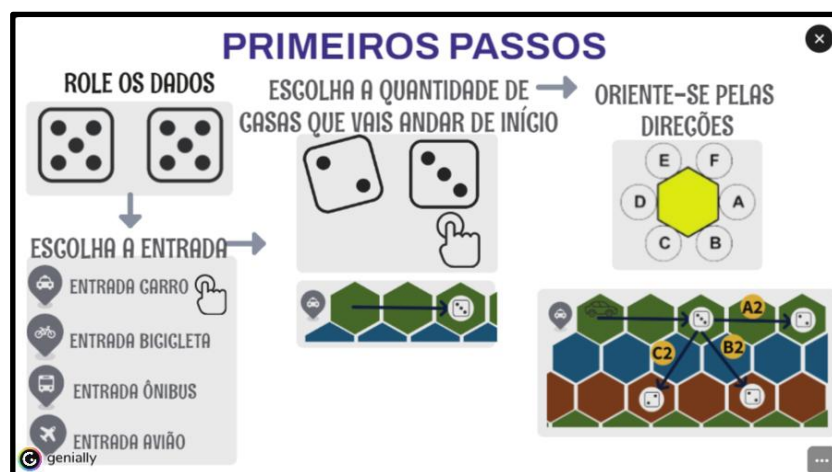 PRIMEIROS PASSOS
ROLE OS DADOS
ESCOLHA A ENTRADA
ENTRADA CARRO
ENTRADA BICICLETA
ENTRADA ÔNIBUS
ENTRADA AVIÃO
ESCOLHA A QUANTIDADE DE
CASAS QUE VAIS ANDAR DE INÍCIO
ORIENTE-SE PELAS
DIREÇÕES
E F
D A
C B
A2
C2 B2
genially